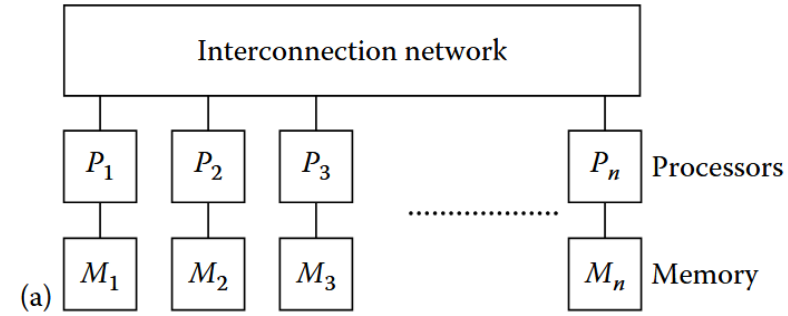 Interconnection network
P1 P2 P3 Pn Processors
(a) M1 M2 M3 Mn Memory